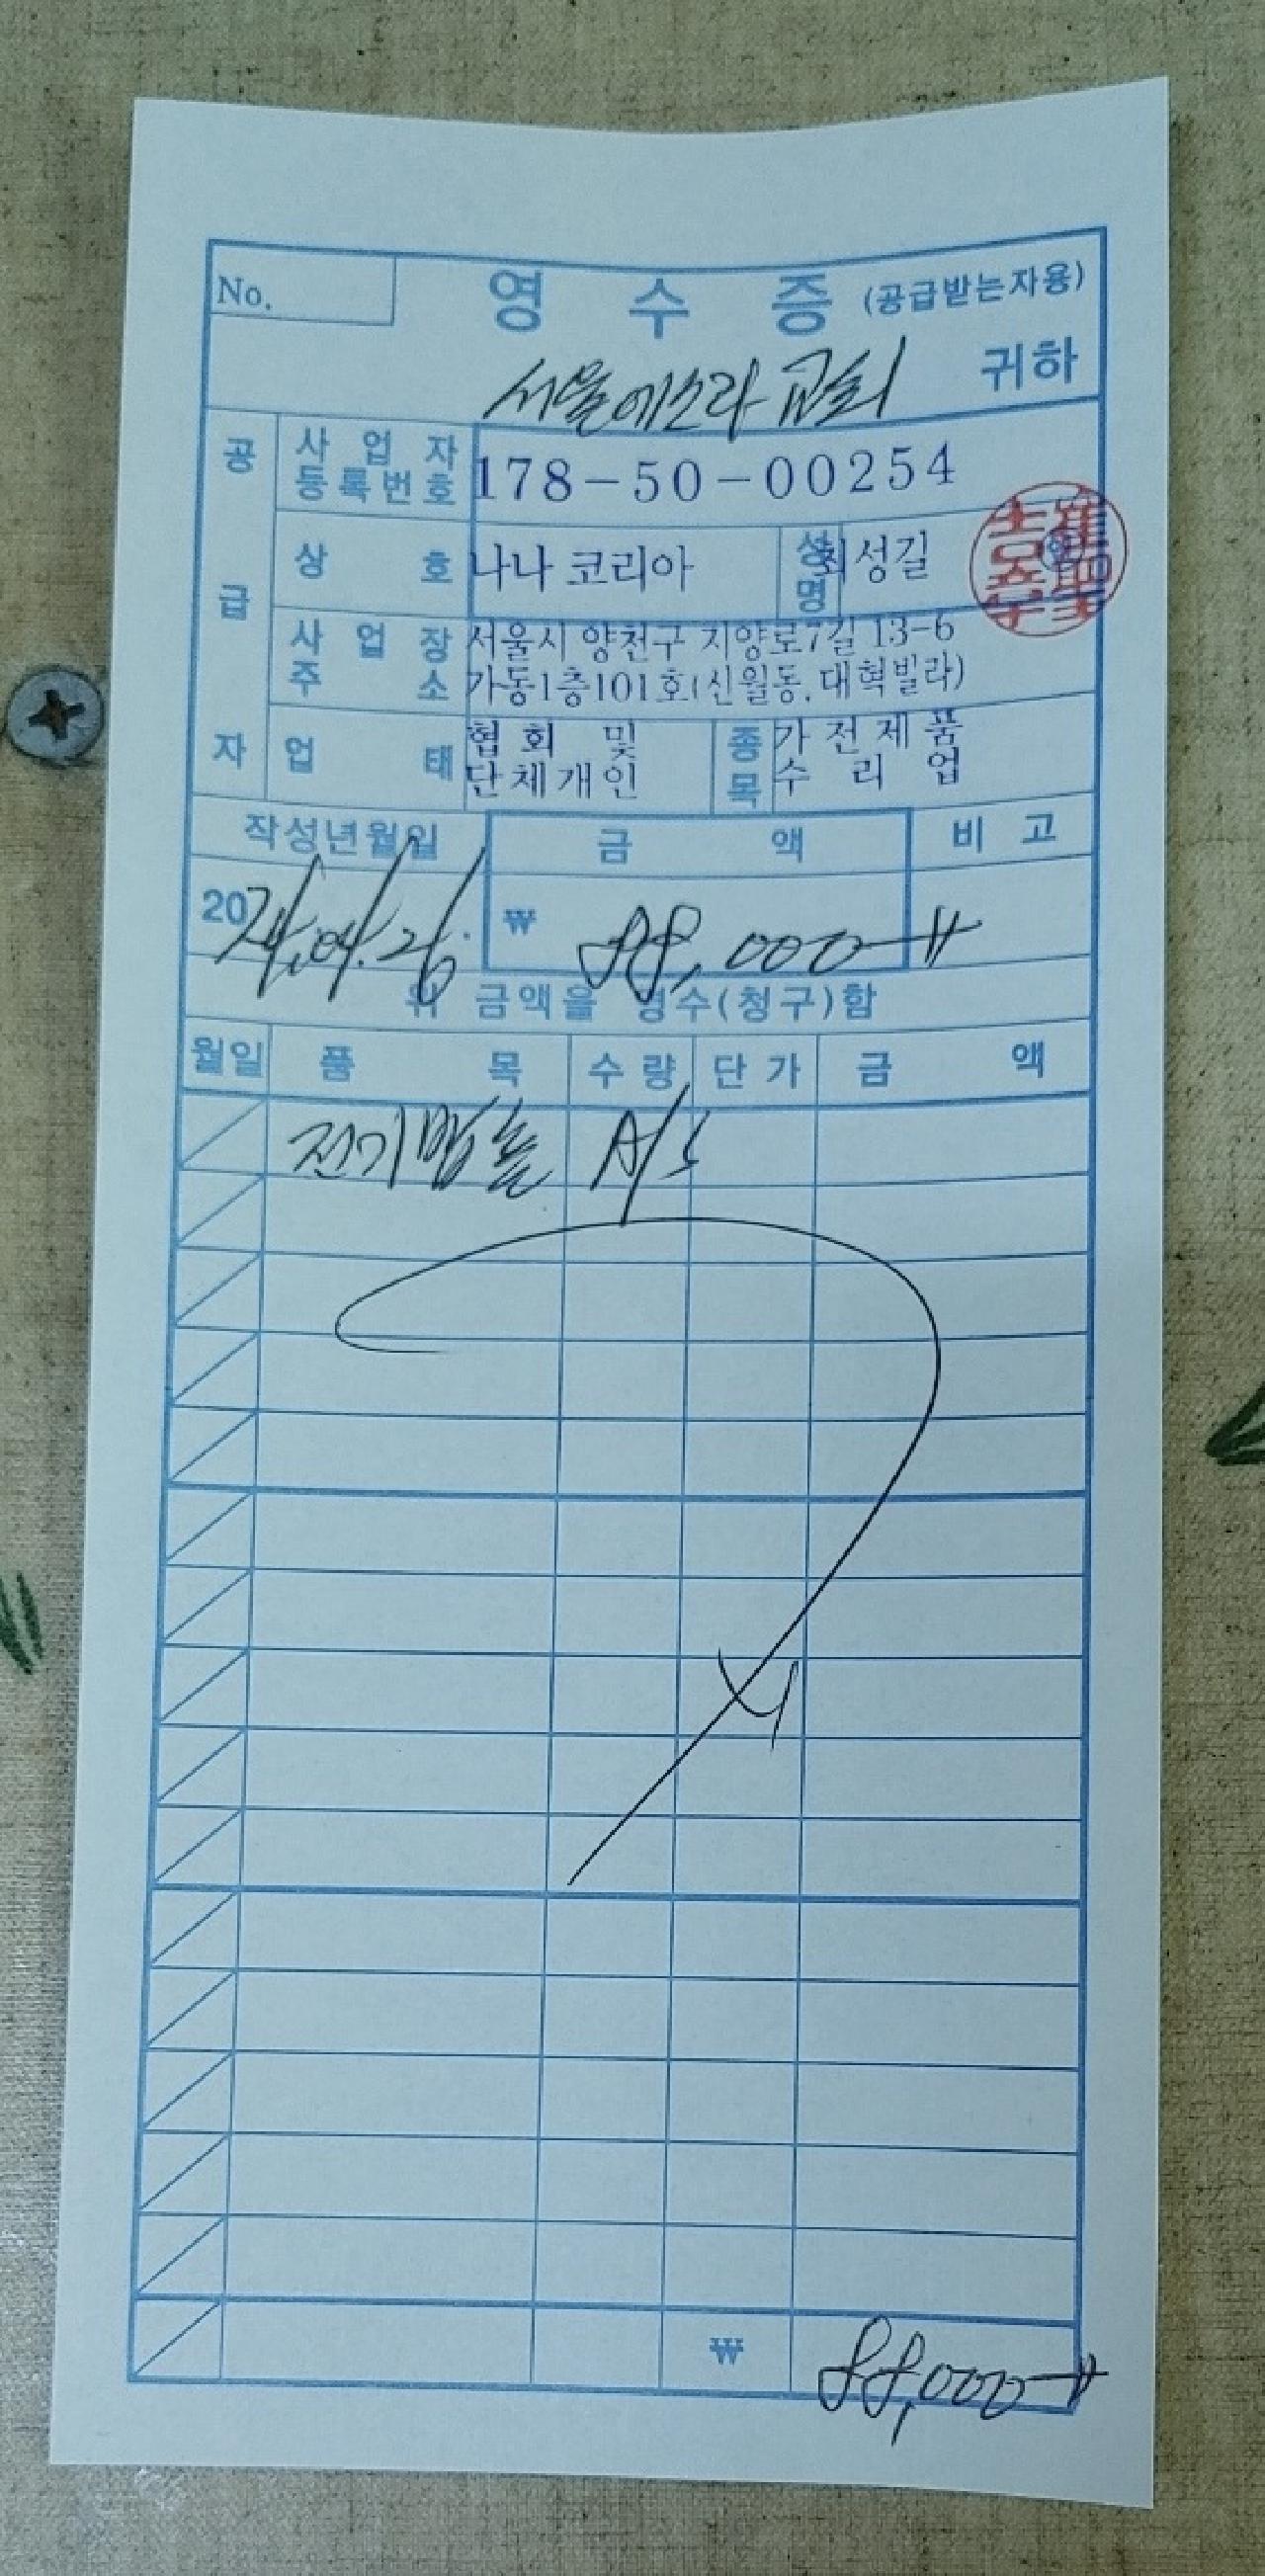 No.
영 수 증 (공급받는자용)
서울에스라교회 귀하
공급자
사업자등록번호 178-50-00254
상 호 나나 코리아 성명 최성길 인
사업장주소 서울시 양천구 지양로7길 13-6
가동1층101호(신월동,대혁빌라)
업 태 협회 및 단체개인 종목 가전제품 수리업
작성년월일 금 액 비 고
2024.04.26. ₩ 88,000
위 금액을 영수(청구)함
월일 품 목 수량 단가 금 액
전기밥솥 A/S
₩ 88,000